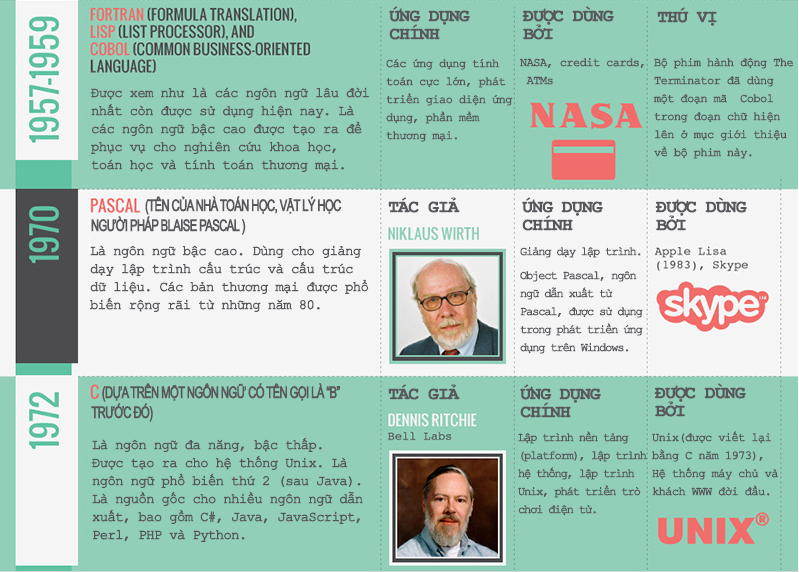 1957-1959
FORTRAN (FORMULA TRANSLATION),
LISP (LIST PROCESSOR), AND
COBOL (COMMON BUSINESS-ORIENTED
LANGUAGE)
Được xem như là các ngôn ngữ lâu đời
nhất còn được sử dụng hiện nay. Là
các ngôn ngữ bậc cao được tạo ra để
phục vụ cho nghiên cứu khoa học,
toán học và tính toán thương mại.
ỨNG DỤNG
CHÍNH
Các ứng dụng tính
toán cực lớn, phát
triển giao diện ứng
dụng, phần mềm
thương mại.
ĐƯỢC DÙNG
BỞI
NASA, credit cards,
ATMs
NASA
THÚ VỊ
Bộ phim hành động The
Terminator đã dùng
một đoạn mã Cobol
trong đoạn chữ hiện
lên ở mục giới thiệu
về bộ phim này.
1970
PASCAL (TÊN CỦA NHÀ TOÁN HỌC, VẬT LÝ HỌC
NGƯỜI PHÁP BLAISE PASCAL )
Là ngôn ngữ bậc cao. Dùng cho giảng
dạy lập trình cấu trúc và cấu trúc
dữ liệu. Các bản thương mại được phổ
biến rộng rãi từ những năm 80.
TÁC GIẢ
NIKLAUS WIRTH
ỨNG DỤNG
CHÍNH
Giảng dạy lập trình.
Object Pascal, ngôn
ngữ dẫn xuất từ
Pascal, được sử dụng
trong phát triển ứng
dụng trên Windows.
ĐƯỢC DÙNG
BỞI
Apple Lisa
(1983), Skype
skype
1972
C (DỰA TRÊN MỘT NGÔN NGỮ CÓ TÊN GỌI LÀ “B”
TRƯỚC ĐÓ)
Là ngôn ngữ đa năng, bậc thấp.
Được tạo ra cho hệ thống Unix. Là
ngôn ngữ phổ biến thứ 2 (sau Java).
Là nguồn gốc cho nhiều ngôn ngữ dẫn
xuất, bao gồm C#, Java, JavaScript,
Perl, PHP và Python.
TÁC GIẢ
DENNIS RITCHIE
Bell Labs
ỨNG DỤNG
CHÍNH
Lập trình nền tảng
(platform), lập trình
hệ thống, lập trình
Unix, phát triển trò
chơi điện tử.
ĐƯỢC DÙNG
BỞI
Unix(được viết lại
bằng C năm 1973),
Hệ thống máy chủ và
khách WWW đời đầu.
UNIX®